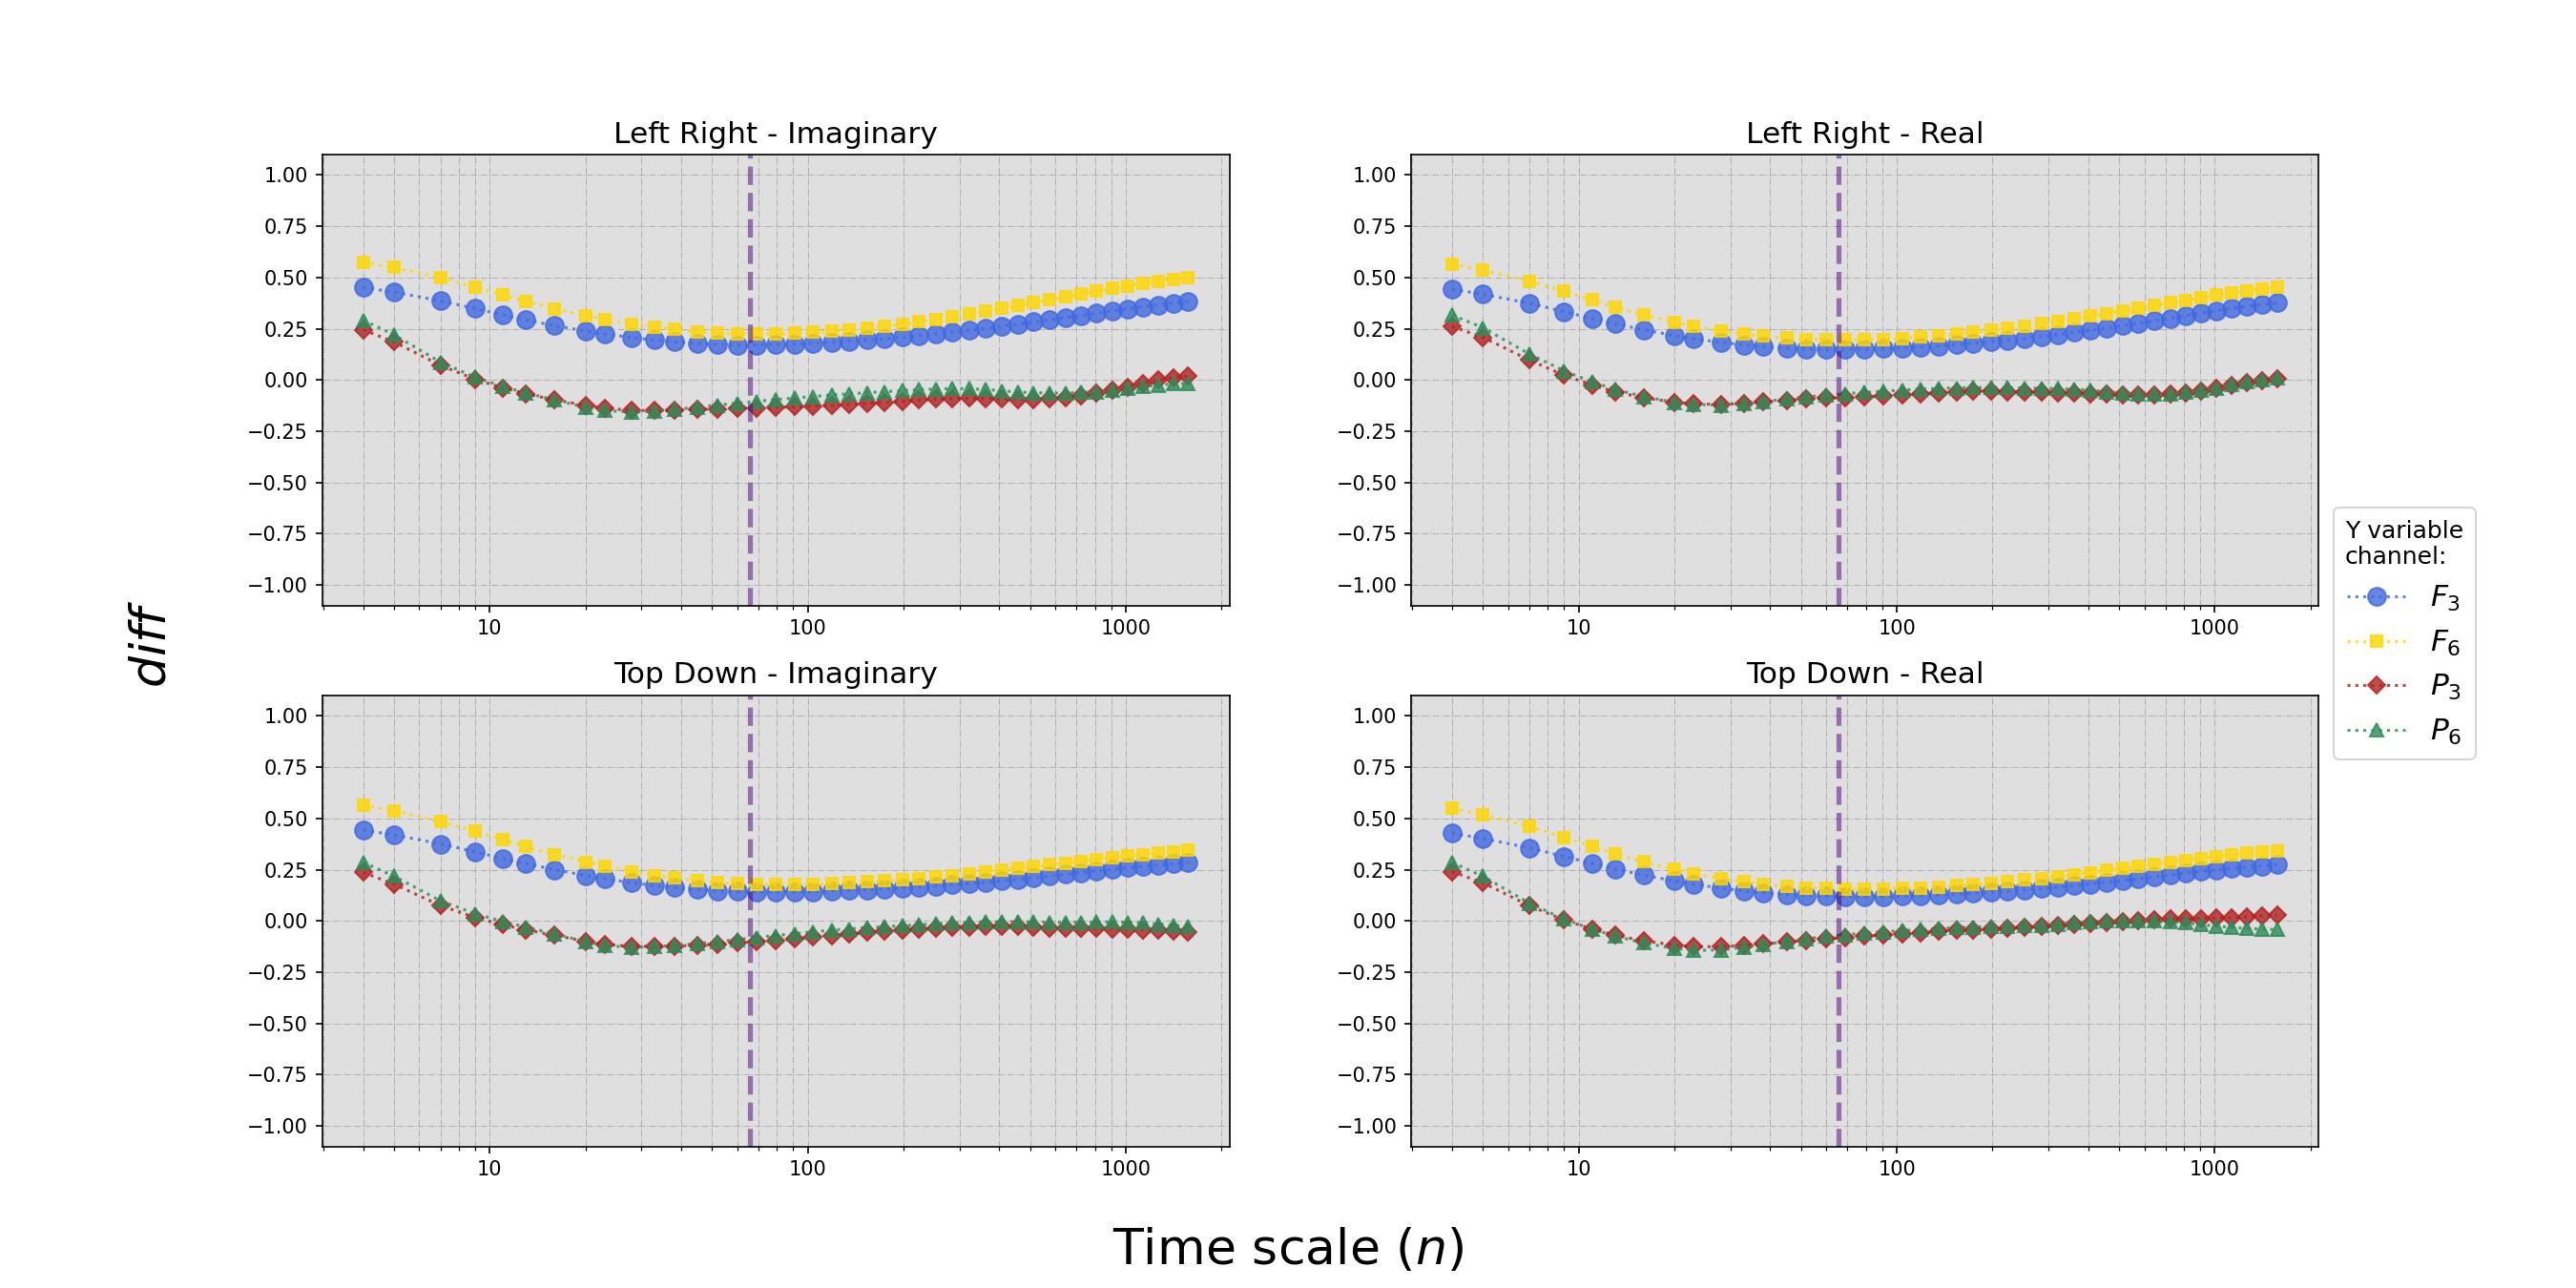 Left Right - Imaginary
1.00
0.75
0.50
0.25
0.00
−0.25
−0.50
−0.75
−1.00
10 100 1000
Left Right - Real
1.00
0.75
0.50
0.25
0.00
−0.25
−0.50
−0.75
−1.00
10 100 1000
diff
Top Down - Imaginary
1.00
0.75
0.50
0.25
0.00
−0.25
−0.50
−0.75
−1.00
10 100 1000
Top Down - Real
1.00
0.75
0.50
0.25
0.00
−0.25
−0.50
−0.75
−1.00
10 100 1000
Y variable
channel:
F3
F6
P3
P6
Time scale (n)